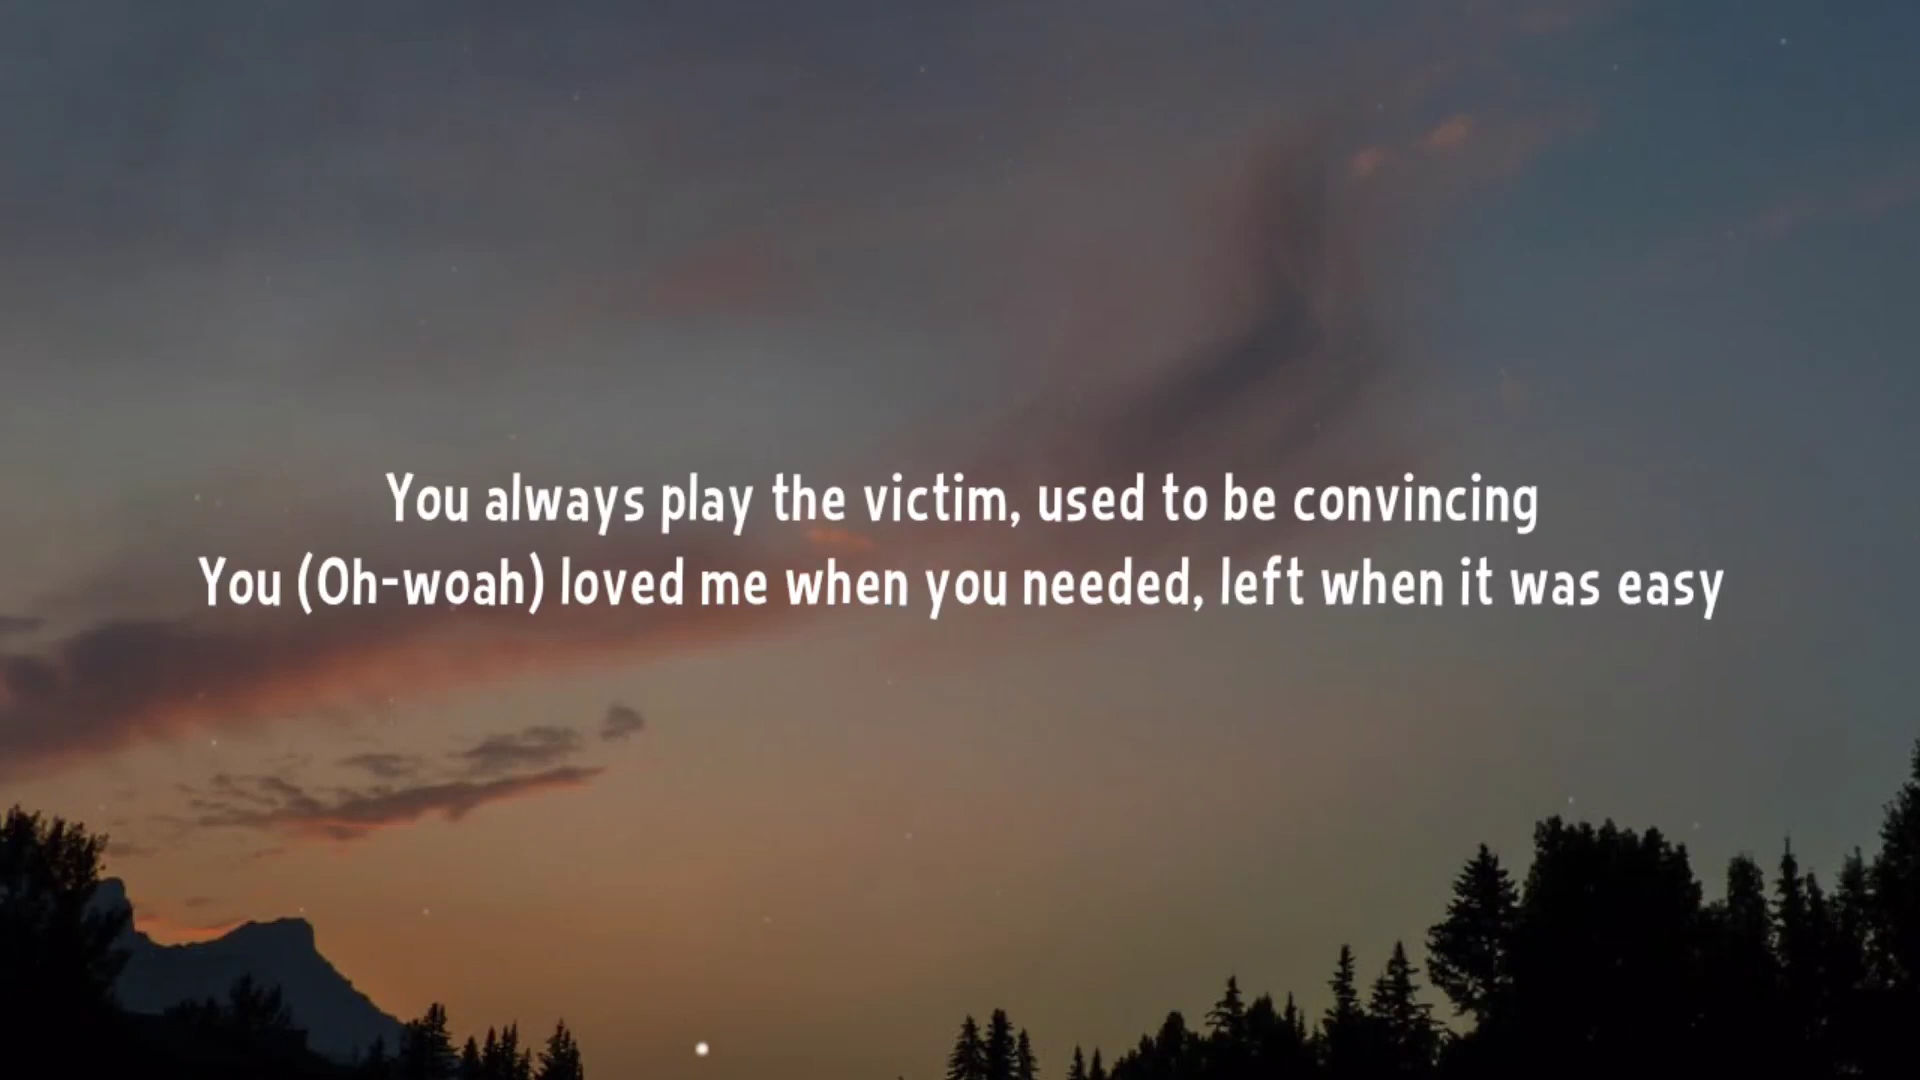 You always play the victim, used to be convincing
You (Oh-woah) loved me when you needed, left when it was easy